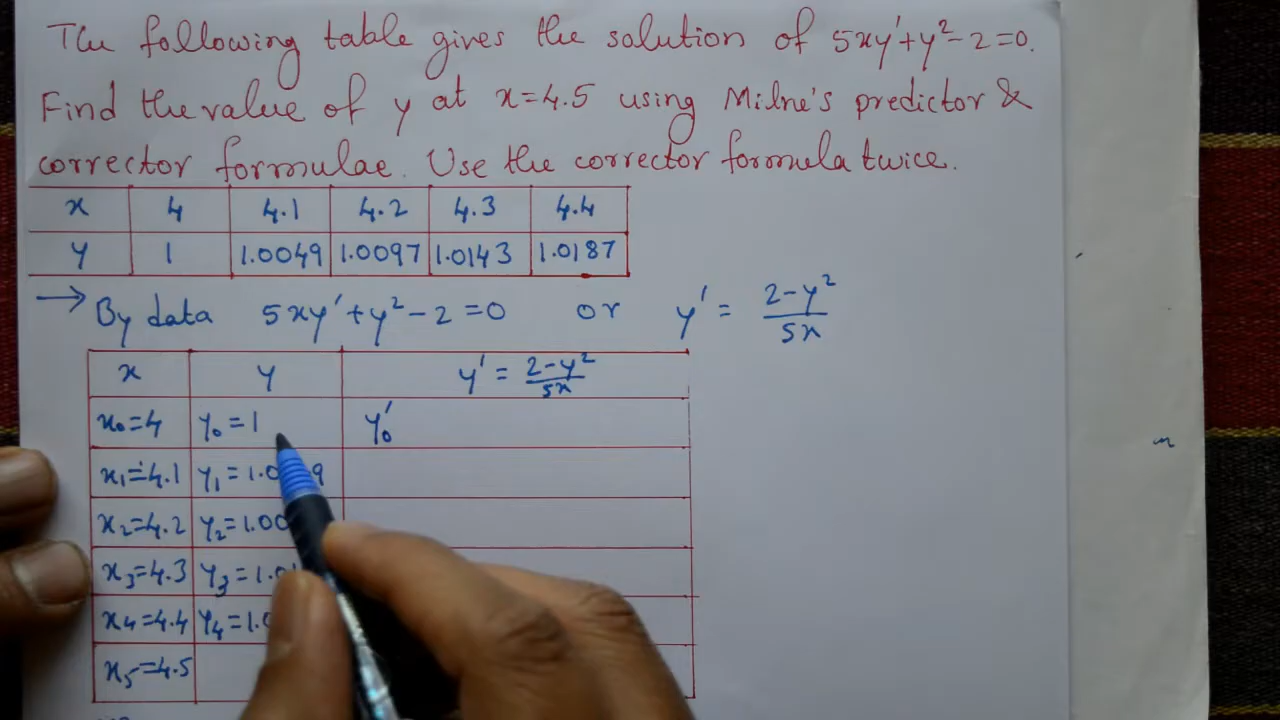 The following table gives the solution of 5xy'+y²-2=0.
Find the value of y at x=4.5 using Milne's predictor &
corrector formulae. Use the corrector formula twice.
x 4 4.1 4.2 4.3 4.4
y 1 1.0049 1.0097 1.0143 1.0187
→ By data 5xy'+y²-2=0 or y' = (2-y²)/5x
x y y' = (2-y²)/5x
x₀=4 y₀=1 y₀'
x₁=4.1 y₁=1.0 9
x₂=4.2 y₂=1.00
x₃=4.3 y₃=1.0
x₄=4.4 y₄=1.0
x₅=4.5